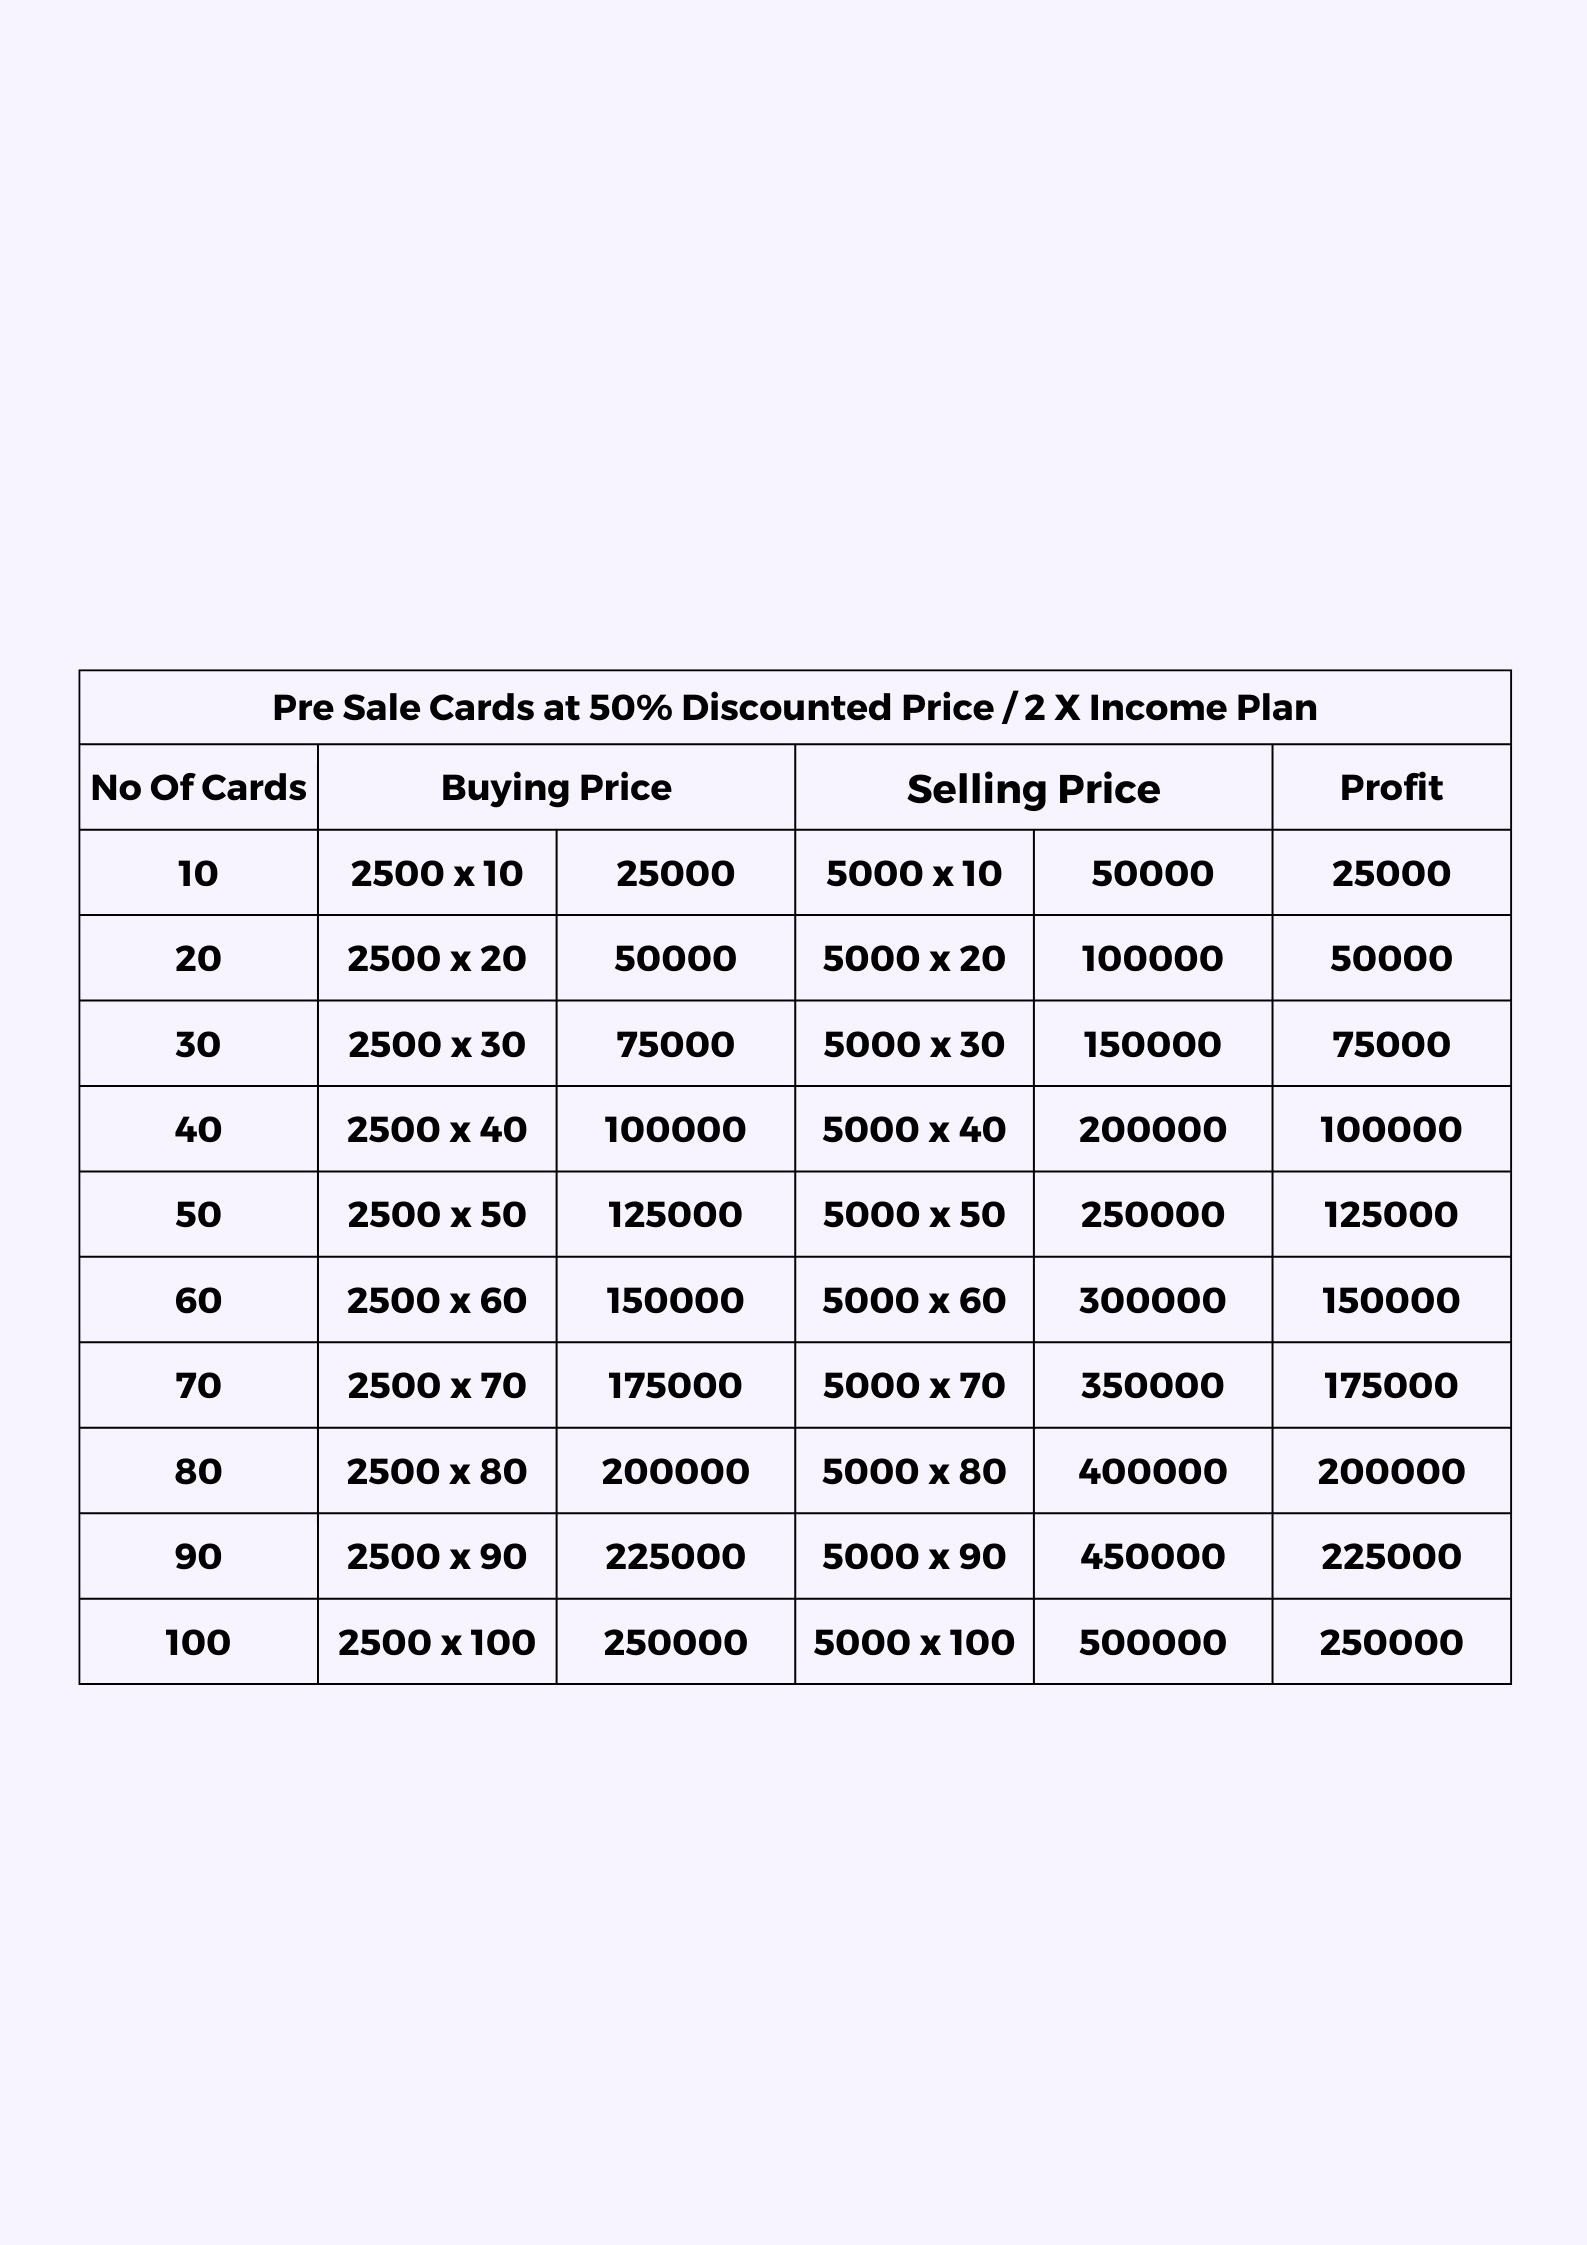 Pre Sale Cards at 50% Discounted Price / 2 X Income Plan
No Of Cards Buying Price Selling Price Profit
10 2500 x 10 25000 5000 x 10 50000 25000
20 2500 x 20 50000 5000 x 20 100000 50000
30 2500 x 30 75000 5000 x 30 150000 75000
40 2500 x 40 100000 5000 x 40 200000 100000
50 2500 x 50 125000 5000 x 50 250000 125000
60 2500 x 60 150000 5000 x 60 300000 150000
70 2500 x 70 175000 5000 x 70 350000 175000
80 2500 x 80 200000 5000 x 80 400000 200000
90 2500 x 90 225000 5000 x 90 450000 225000
100 2500 x 100 250000 5000 x 100 500000 250000